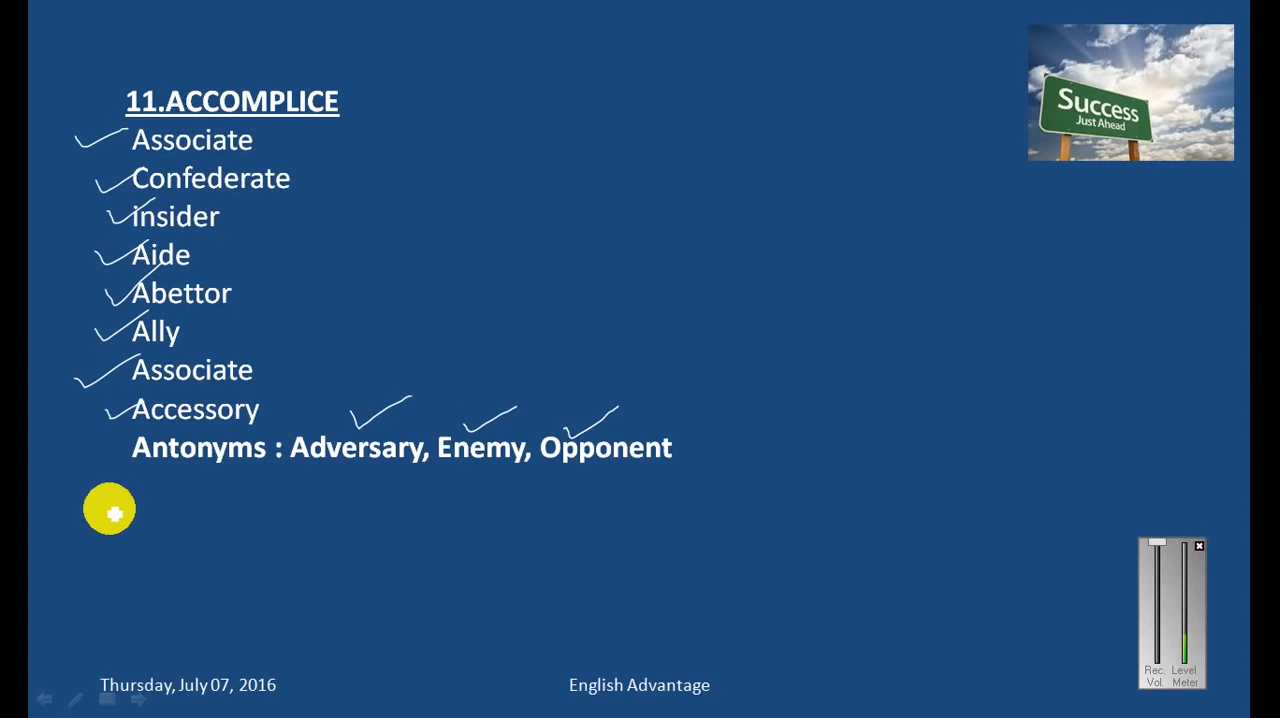 11.ACCOMPLICE
Associate
Confederate
insider
Aide
Abettor
Ally
Associate
Accessory
Antonyms : Adversary, Enemy, Opponent
Success
Just Ahead
Rec. Level
Vol. Meter
Thursday, July 07, 2016
English Advantage